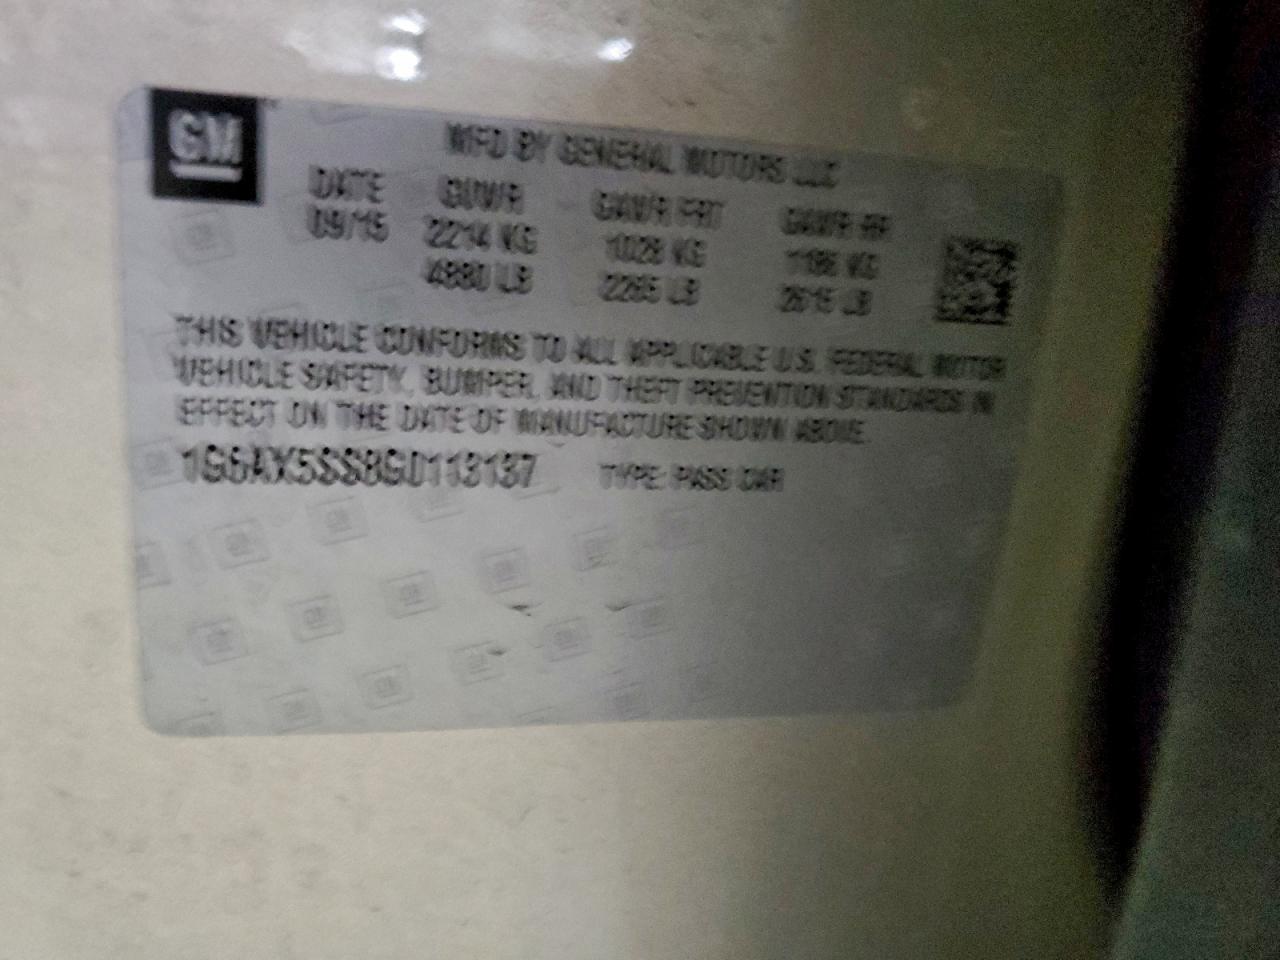 GM
MFD BY GENERAL MOTORS LLC
DATE GVWR GAWR FRT GAWR RR
09/15 2214 KG 1028 KG 1186 KG
4880 LB 2265 LB 2615 LB
THIS VEHICLE CONFORMS TO ALL APPLICABLE U.S. FEDERAL MOTOR
VEHICLE SAFETY, BUMPER, AND THEFT PREVENTION STANDARDS IN
EFFECT ON THE DATE OF MANUFACTURE SHOWN ABOVE.
1G6AX5SS8G0113137 TYPE: PASS CAR